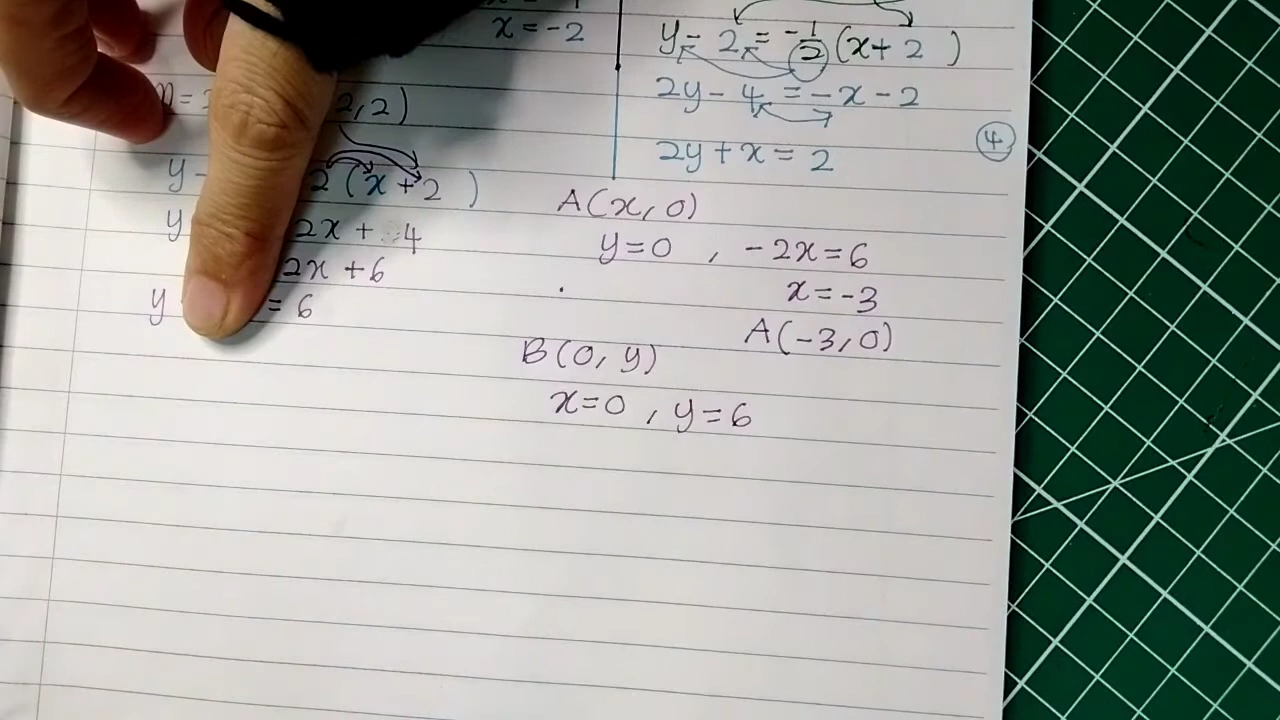 x = -2
2,2)
y - 2 (x + 2 )
y 2x + 4
2x + 6
y = 6
y - 2 = -1/2 (x + 2 )
2y - 4 = -x - 2
2y + x = 2
4
A(x, 0)
y = 0 , -2x = 6
x = -3
A(-3, 0)
B(0, y)
x = 0 , y = 6